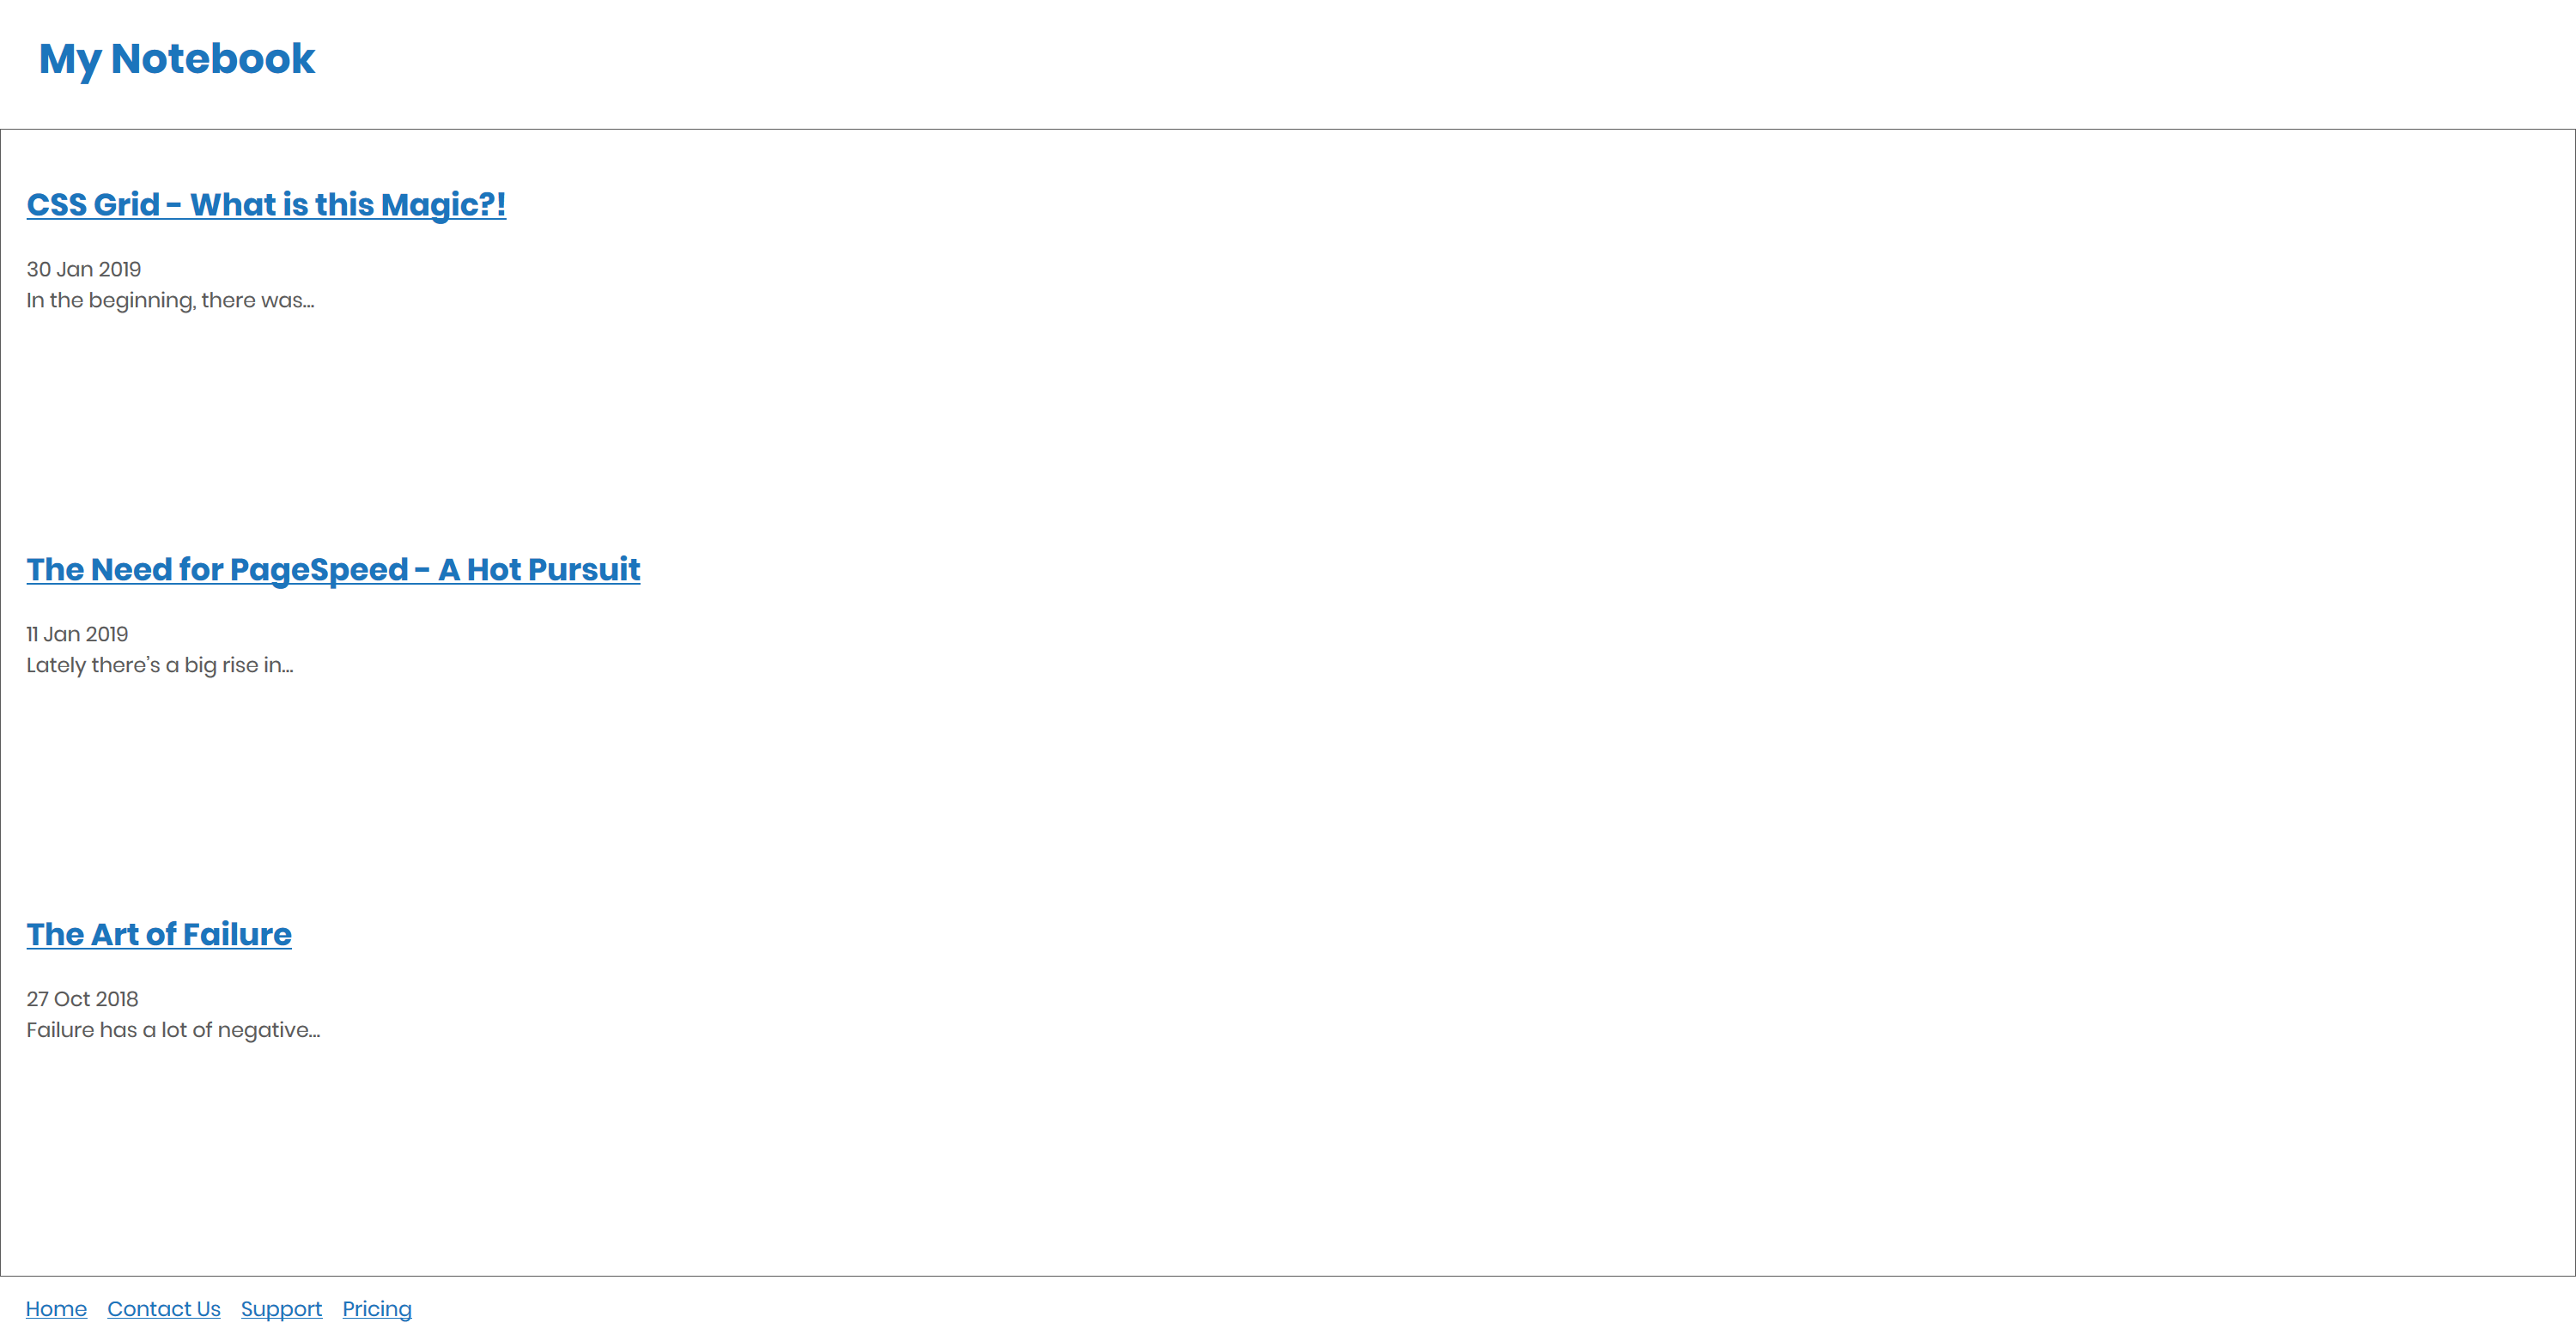 My Notebook
CSS Grid - What is this Magic?!
30 Jan 2019
In the beginning, there was...
The Need for PageSpeed - A Hot Pursuit
11 Jan 2019
Lately there's a big rise in...
The Art of Failure
27 Oct 2018
Failure has a lot of negative...
Home Contact Us Support Pricing